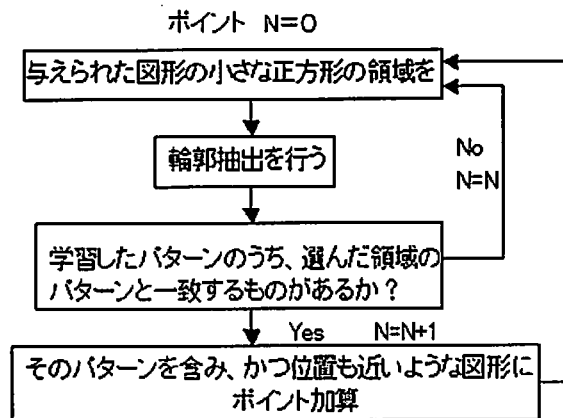 ポイント N=0
与えられた図形の小さな正方形の領域を
輪郭抽出を行う
No
N=N
学習したパターンのうち、選んだ領域の
パターンと一致するものがあるか？
Yes N=N+1
そのパターンを含み、かつ位置も近いような図形に
ポイント加算